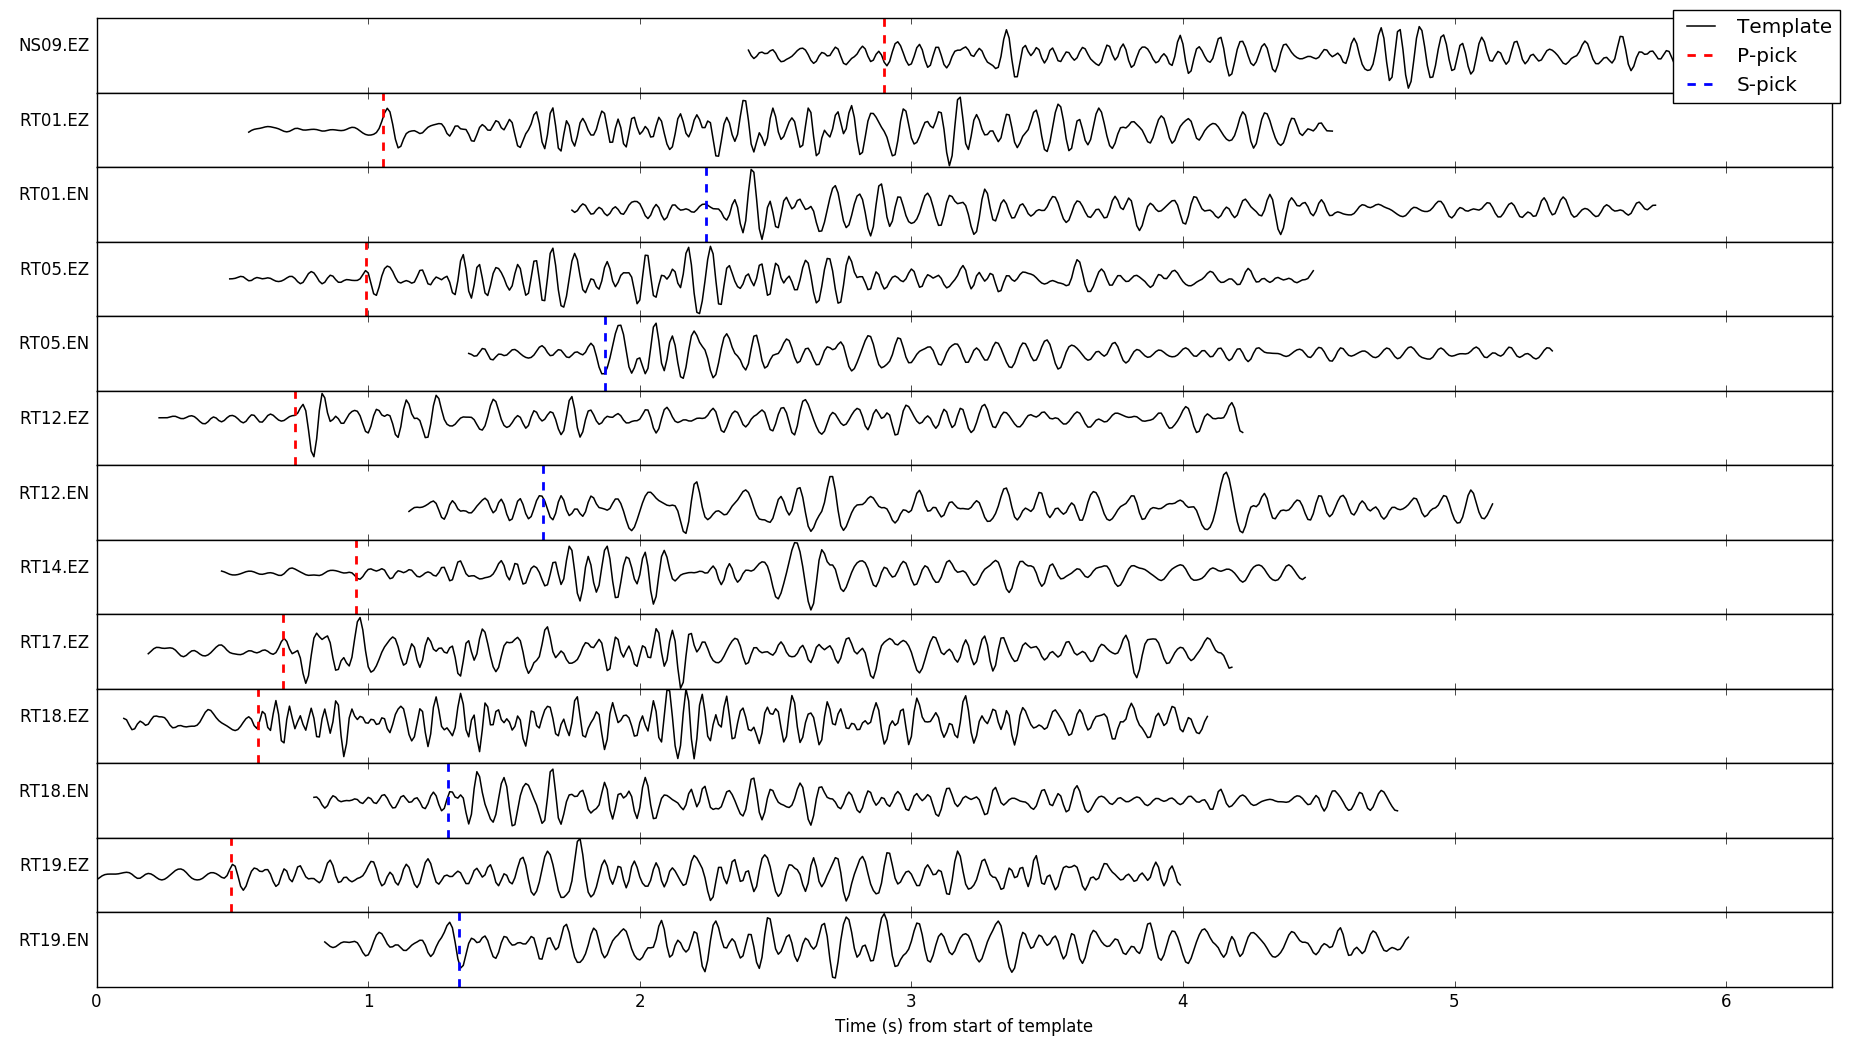 NS09.EZ
Template
P-pick
S-pick
RT01.EZ
RT01.EN
RT05.EZ
RT05.EN
RT12.EZ
RT12.EN
RT14.EZ
RT17.EZ
RT18.EZ
RT18.EN
RT19.EZ
RT19.EN
0 1 2 3 4 5 6
Time (s) from start of template